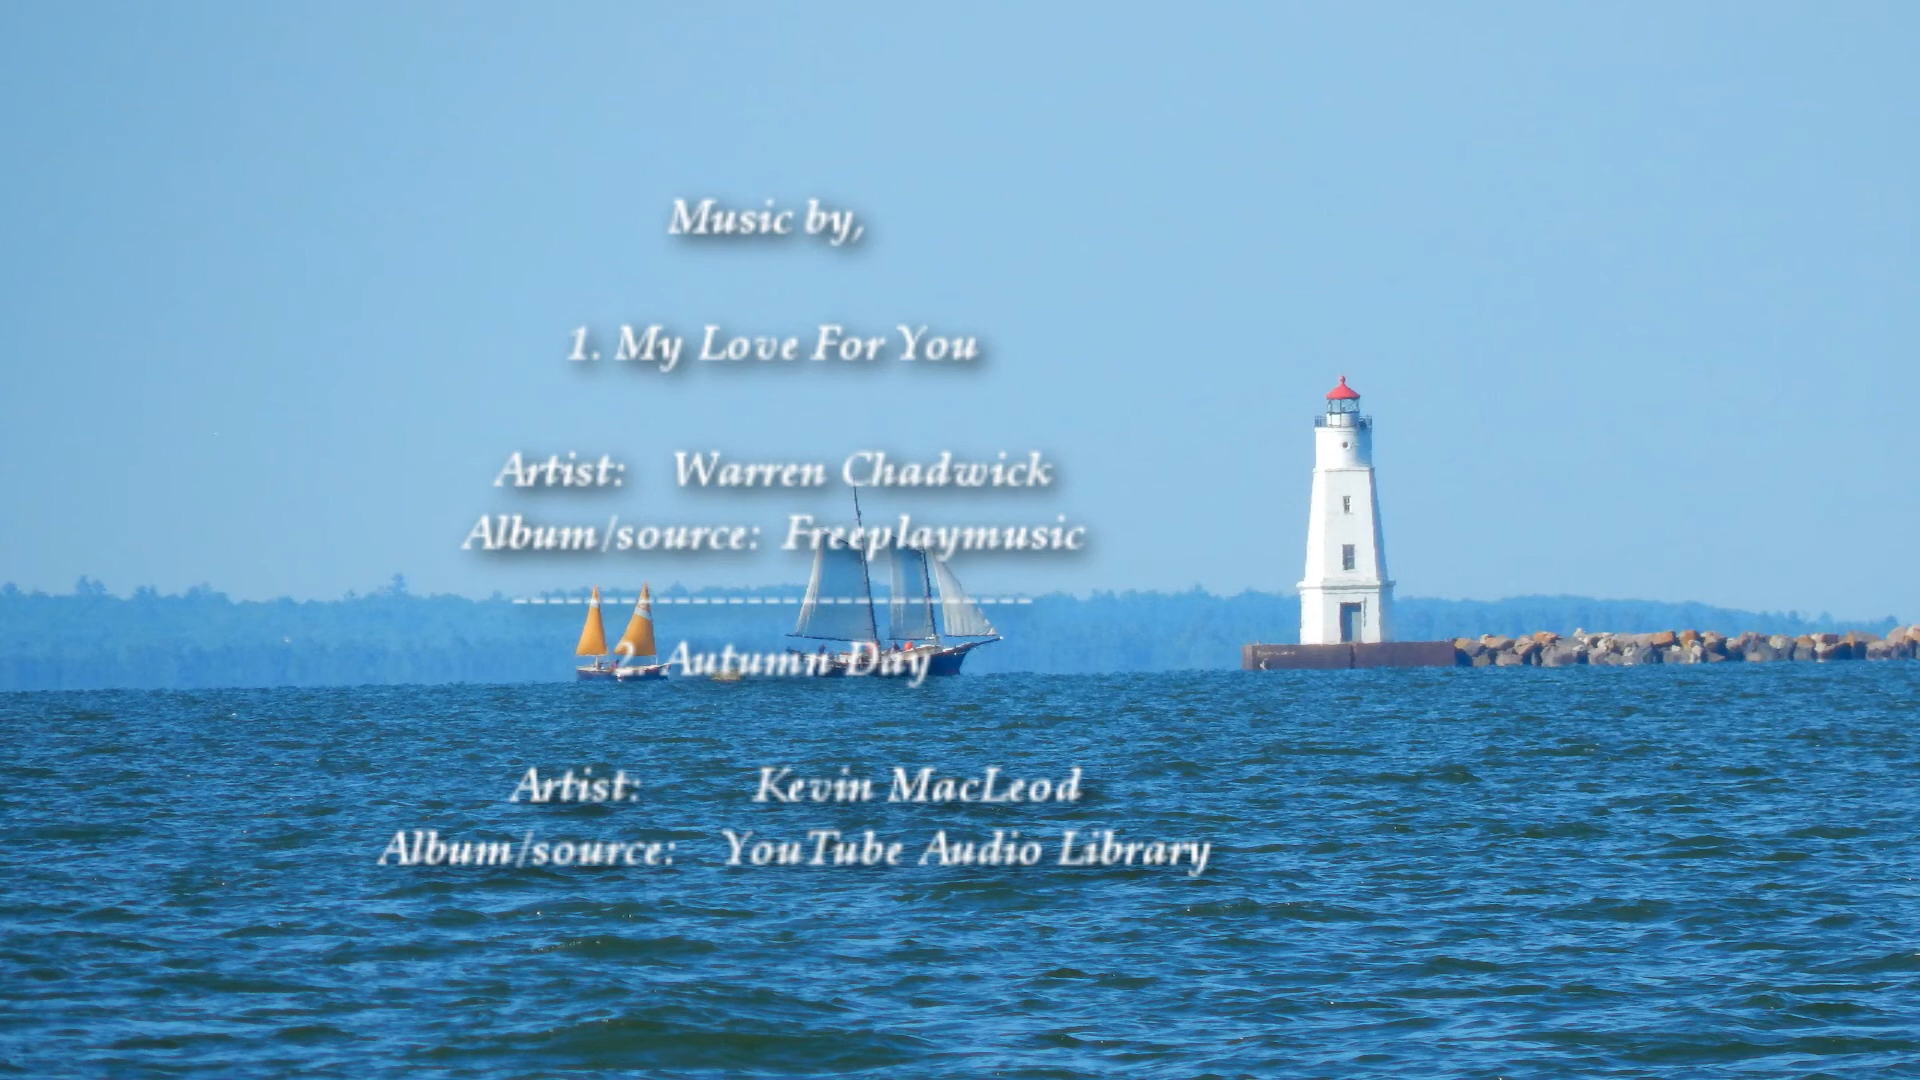 Music by,
1. My Love For You
Artist: Warren Chadwick
Album/source: Freeplaymusic
2. Autumn Day
Artist: Kevin MacLeod
Album/source: YouTube Audio Library